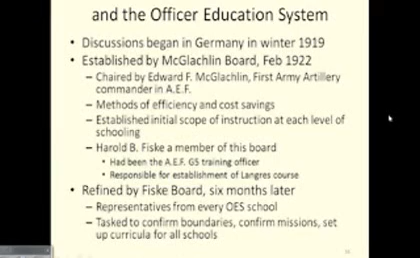 and the Officer Education System
• Discussions began in Germany in winter 1919
• Established by McGlachlin Board, Feb 1922
– Chaired by Edward F. McGlachlin, First Army Artillery
commander in A.E.F.
– Methods of efficiency and cost savings
– Established initial scope of instruction at each level of
schooling
– Harold B. Fiske a member of this board
• Had been the A.E.F G5 training officer
• Responsible for establishment of Langres course
• Refined by Fiske Board, six months later
– Representatives from every OES school
– Tasked to confirm boundaries, confirm missions, set
up curricula for all schools